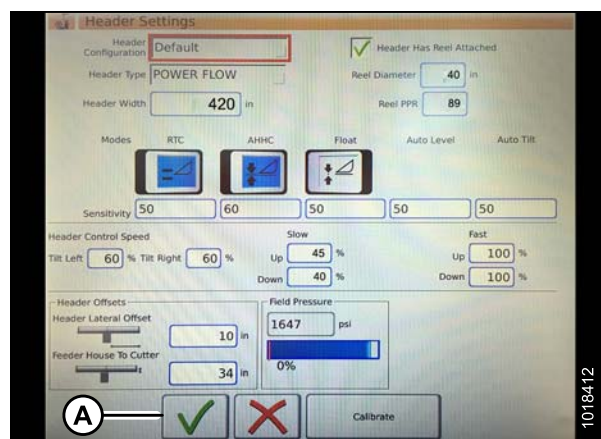 Header Settings
Header Configuration Default
Header Has Reel Attached
Header Type POWER FLOW
Reel Diameter 40 in
Header Width 420 in
Reel PPR 89
Modes RTC AHHC Float Auto Level Auto Tilt
Sensitivity 50 60 50 50 50
Header Control Speed
Slow
Fast
Tilt Left 60 % Tilt Right 60 %
Up 45 %
Up 100 %
Down 40 %
Down 100 %
Header Offsets
Field Pressure
Header Lateral Offset
10 in
1647 psi
Feeder House To Cutter
34 in
0%
A
Calibrate
1018412